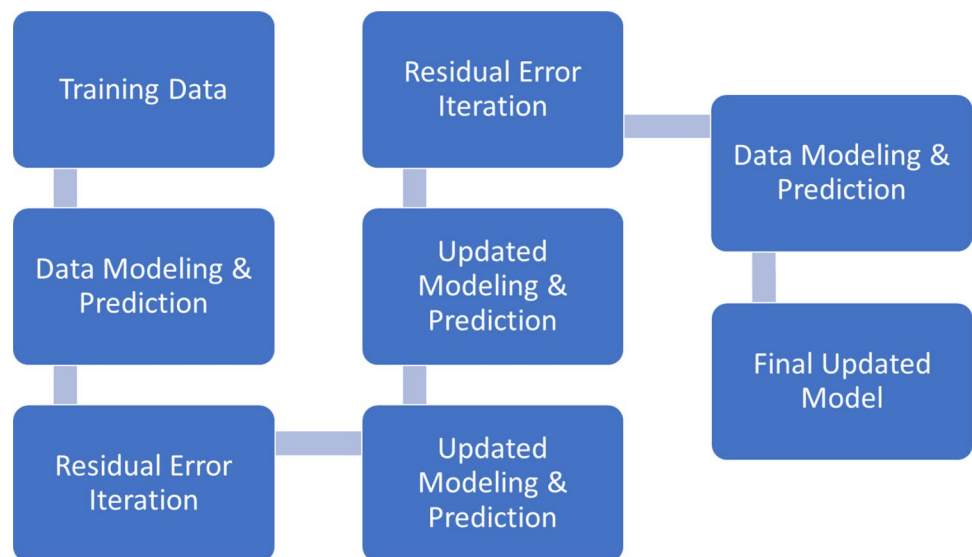 Training Data
Data Modeling &
Prediction
Residual Error
Iteration
Updated
Modeling &
Prediction
Updated
Modeling &
Prediction
Residual Error
Iteration
Data Modeling &
Prediction
Final Updated
Model